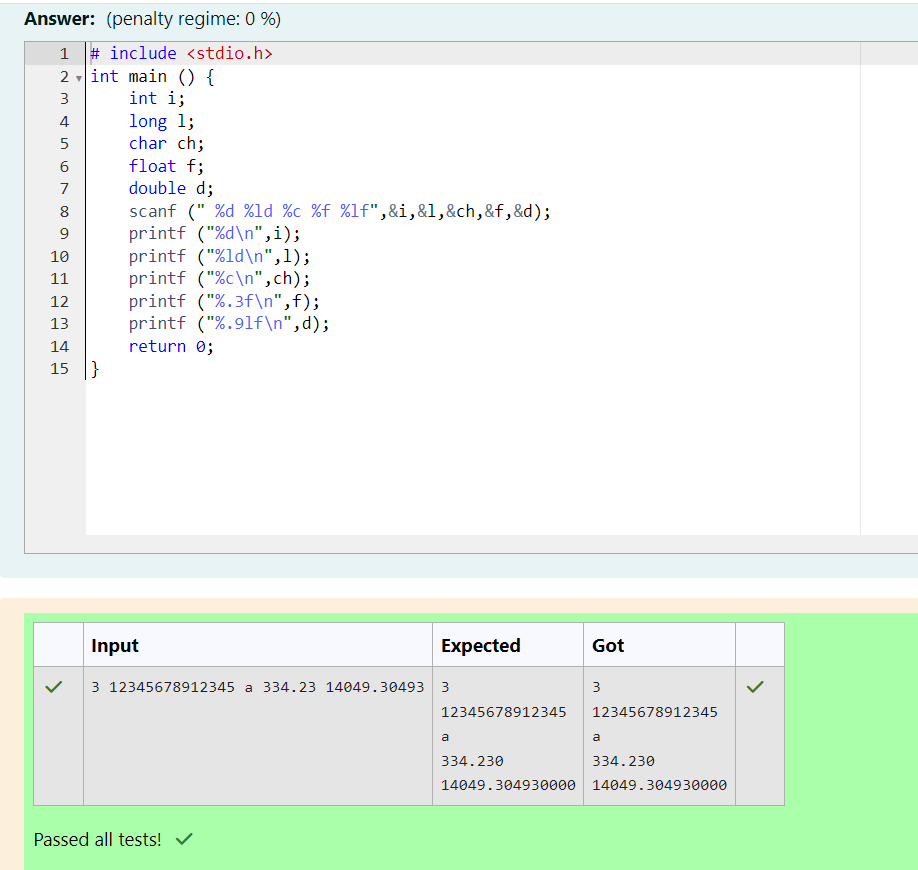 Answer: (penalty regime: 0 %)
1 # include <stdio.h>
2 int main () {
3 int i;
4 long l;
5 char ch;
6 float f;
7 double d;
8 scanf (" %d %ld %c %f %lf",&i,&l,&ch,&f,&d);
9 printf ("%d\n",i);
10 printf ("%ld\n",l);
11 printf ("%c\n",ch);
12 printf ("%.3f\n",f);
13 printf ("%.9lf\n",d);
14 return 0;
15 }
Input Expected Got
3 12345678912345 a 334.23 14049.30493 3 3
12345678912345 12345678912345
a a
334.230 334.230
14049.304930000 14049.304930000
Passed all tests!